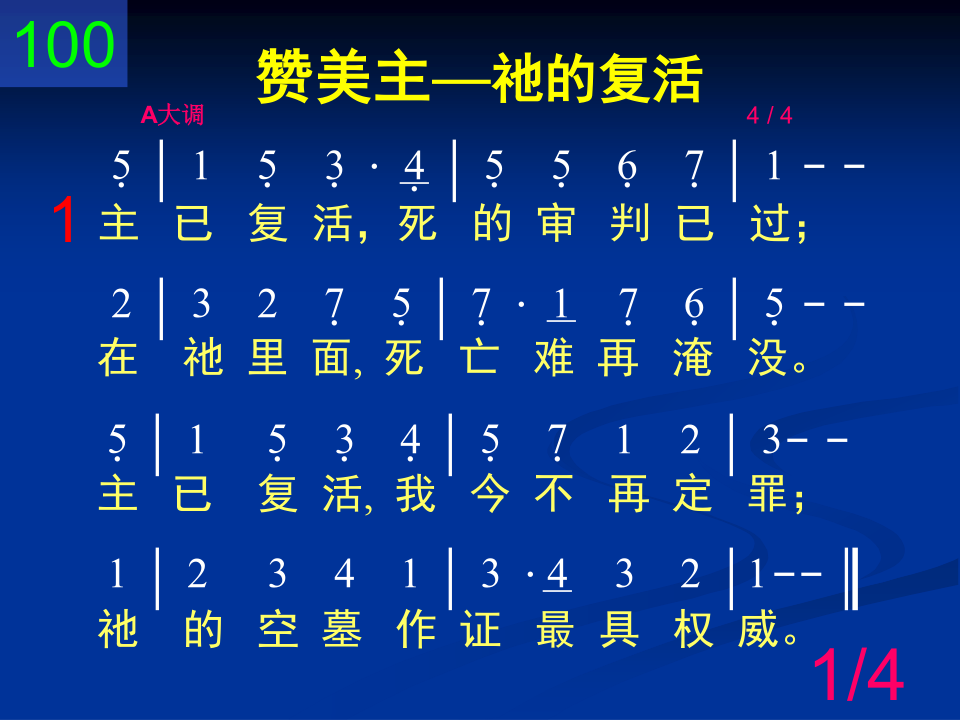 100
赞美主—祂的复活
A大调 4 / 4
5̣ | 1 5̣ 3̣ · 4̣̲ | 5̣ 5̣ 6̣ 7̣ | 1 – –
1
主 已 复 活，死 的 审 判 已 过；
2 | 3 2 7̣ 5̣ | 7̣ · 1̲ 7̣ 6̣ | 5̣ – –
在 祂 里 面, 死 亡 难 再 淹 没。
5̣ | 1 5̣ 3̣ 4̣ | 5̣ 7̣ 1 2 | 3 – –
主 已 复 活, 我 今 不 再 定 罪；
1 | 2 3 4 1 | 3 · 4̲ 3 2 | 1 – – ‖
祂 的 空 墓 作 证 最 具 权 威。
1/4